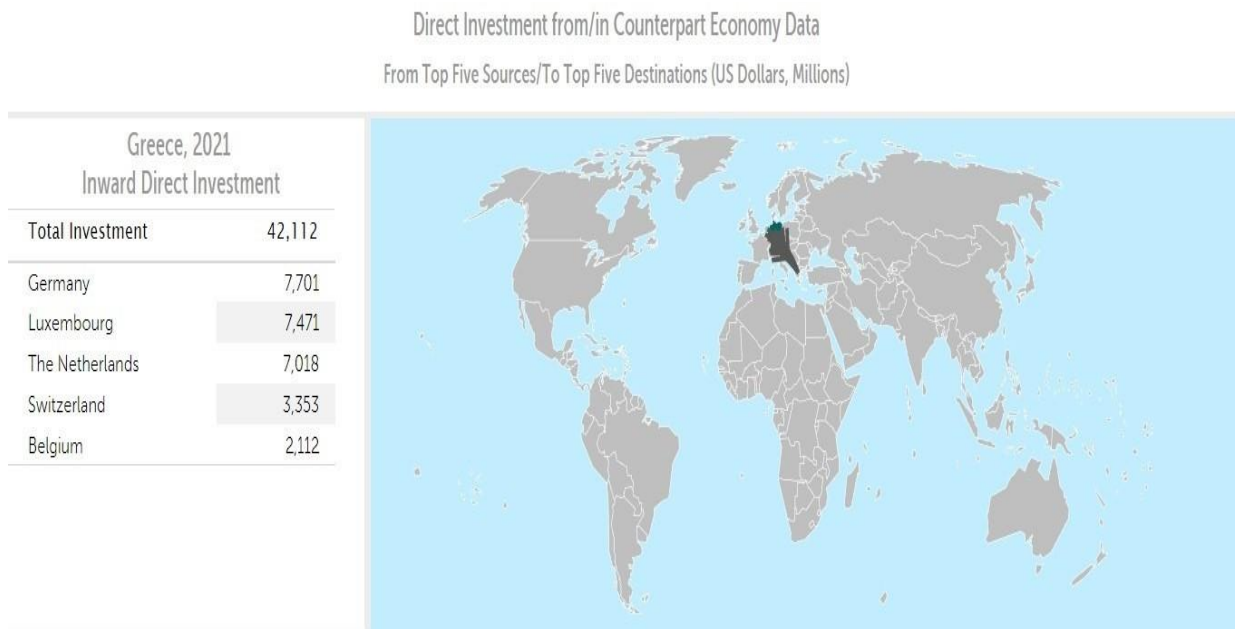 Direct Investment from/in Counterpart Economy Data
From Top Five Sources/To Top Five Destinations (US Dollars, Millions)
Greece, 2021
Inward Direct Investment
Total Investment 42,112
Germany 7,701
Luxembourg 7,471
The Netherlands 7,018
Switzerland 3,353
Belgium 2,112